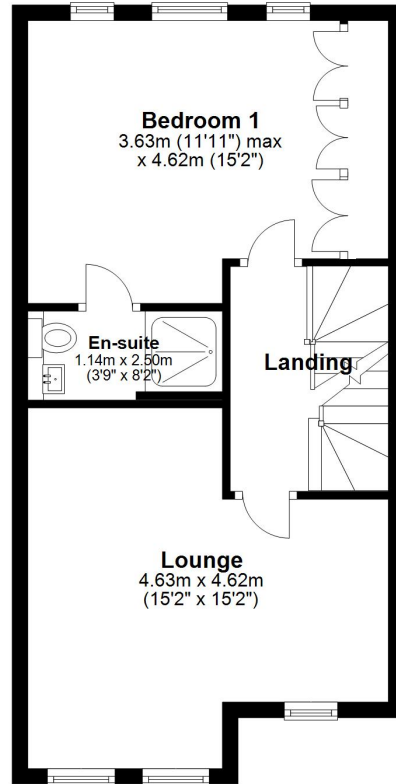 Bedroom 1
3.63m (11'11") max
x 4.62m (15'2")
En-suite
1.14m x 2.50m
(3'9" x 8'2")
Landing
Lounge
4.63m x 4.62m
(15'2" x 15'2")